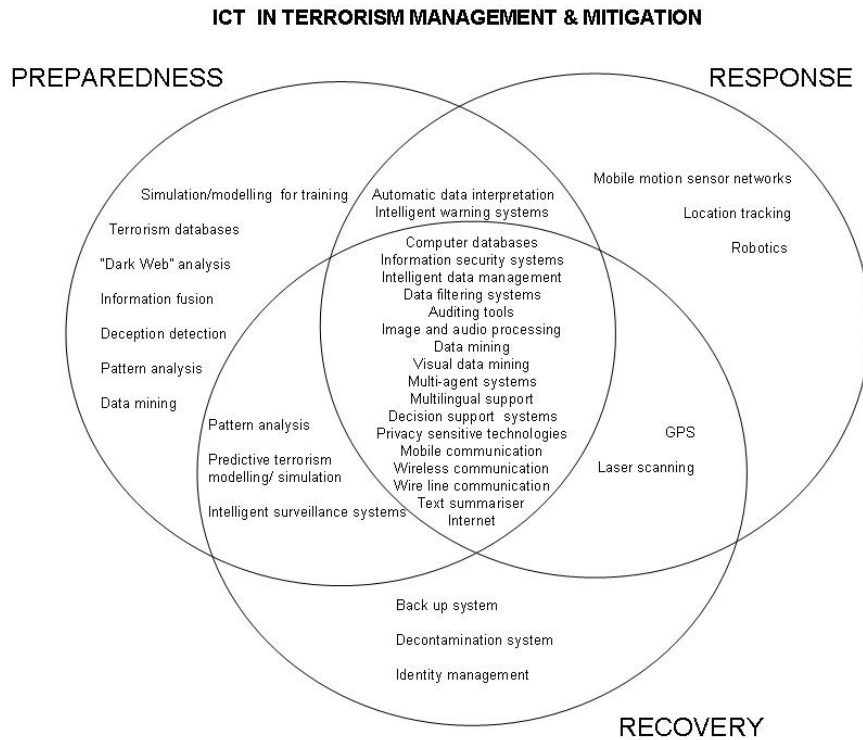 ICT IN TERRORISM MANAGEMENT & MITIGATION
PREPAREDNESS
RESPONSE
Simulation/modelling for training
Terrorism databases
"Dark Web" analysis
Information fusion
Deception detection
Pattern analysis
Data mining
Automatic data interpretation
Intelligent warning systems
Mobile motion sensor networks
Location tracking
Robotics
Computer databases
Information security systems
Intelligent data management
Data filtering systems
Auditing tools
Image and audio processing
Data mining
Visual data mining
Multi-agent systems
Multilingual support
Decision support systems
Privacy sensitive technologies
Mobile communication
Wireless communication
Wire line communication
Text summariser
Internet
Pattern analysis
Predictive terrorism
modelling/ simulation
Intelligent surveillance systems
GPS
Laser scanning
Back up system
Decontamination system
Identity management
RECOVERY